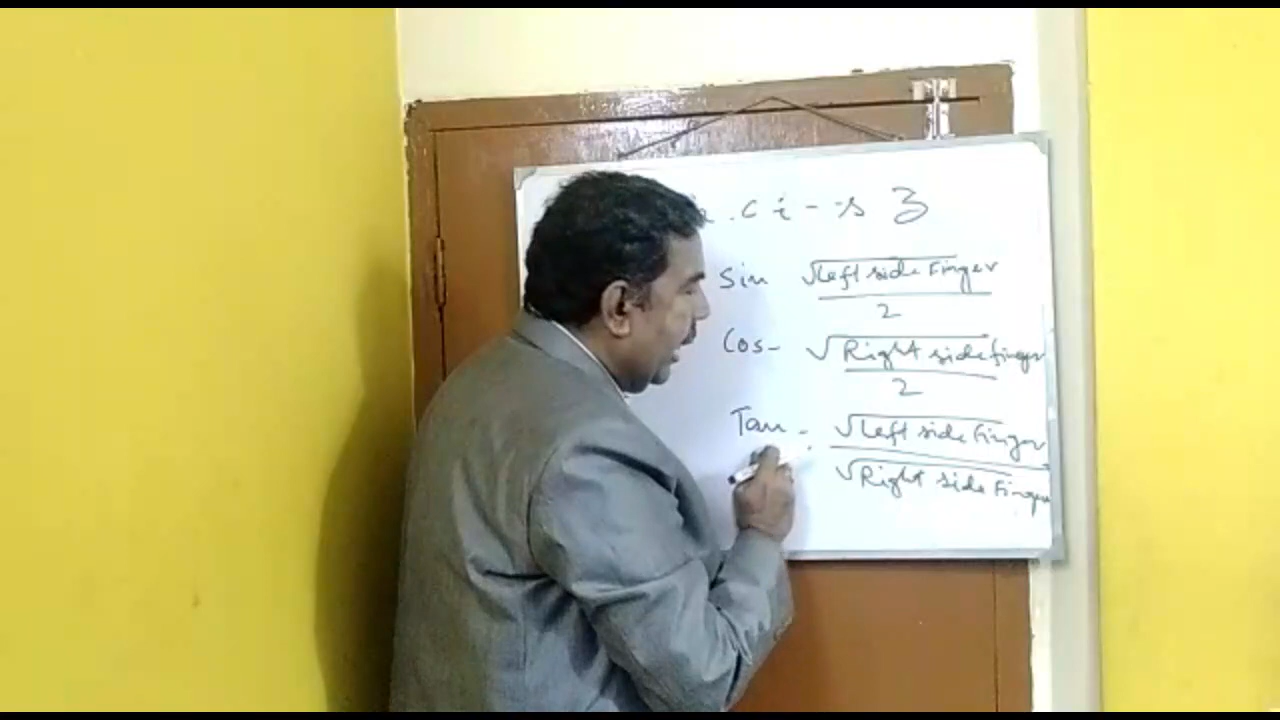 Sin √Left side Finger / 2
Cos - √Right side finger / 2
Tan - √Left side Finger / √Right side Finger